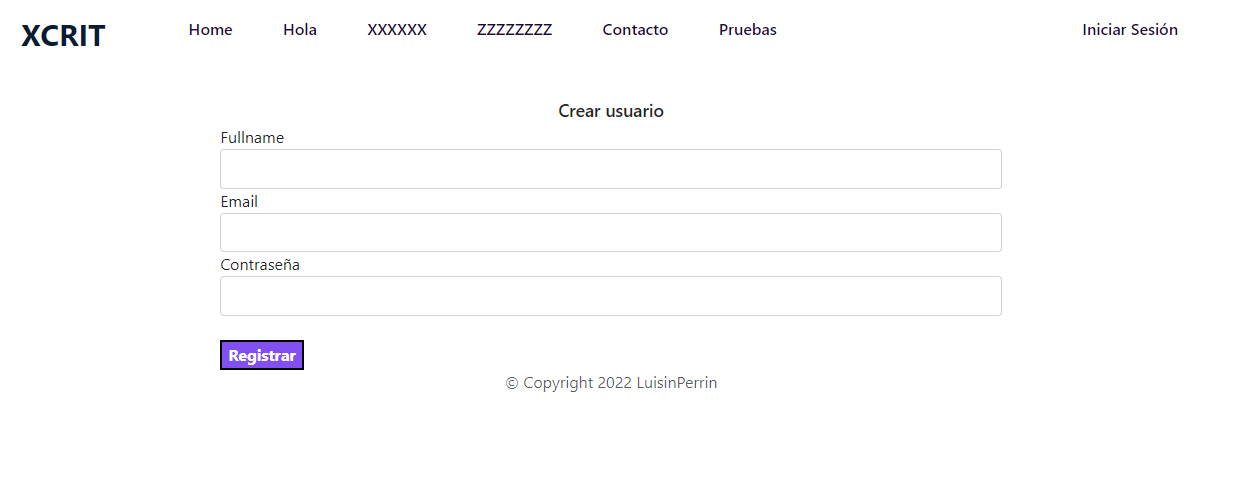 XCRIT Home Hola XXXXXX ZZZZZZZZ Contacto Pruebas Iniciar Sesión
Crear usuario
Fullname
Email
Contraseña
Registrar
© Copyright 2022 LuisinPerrin